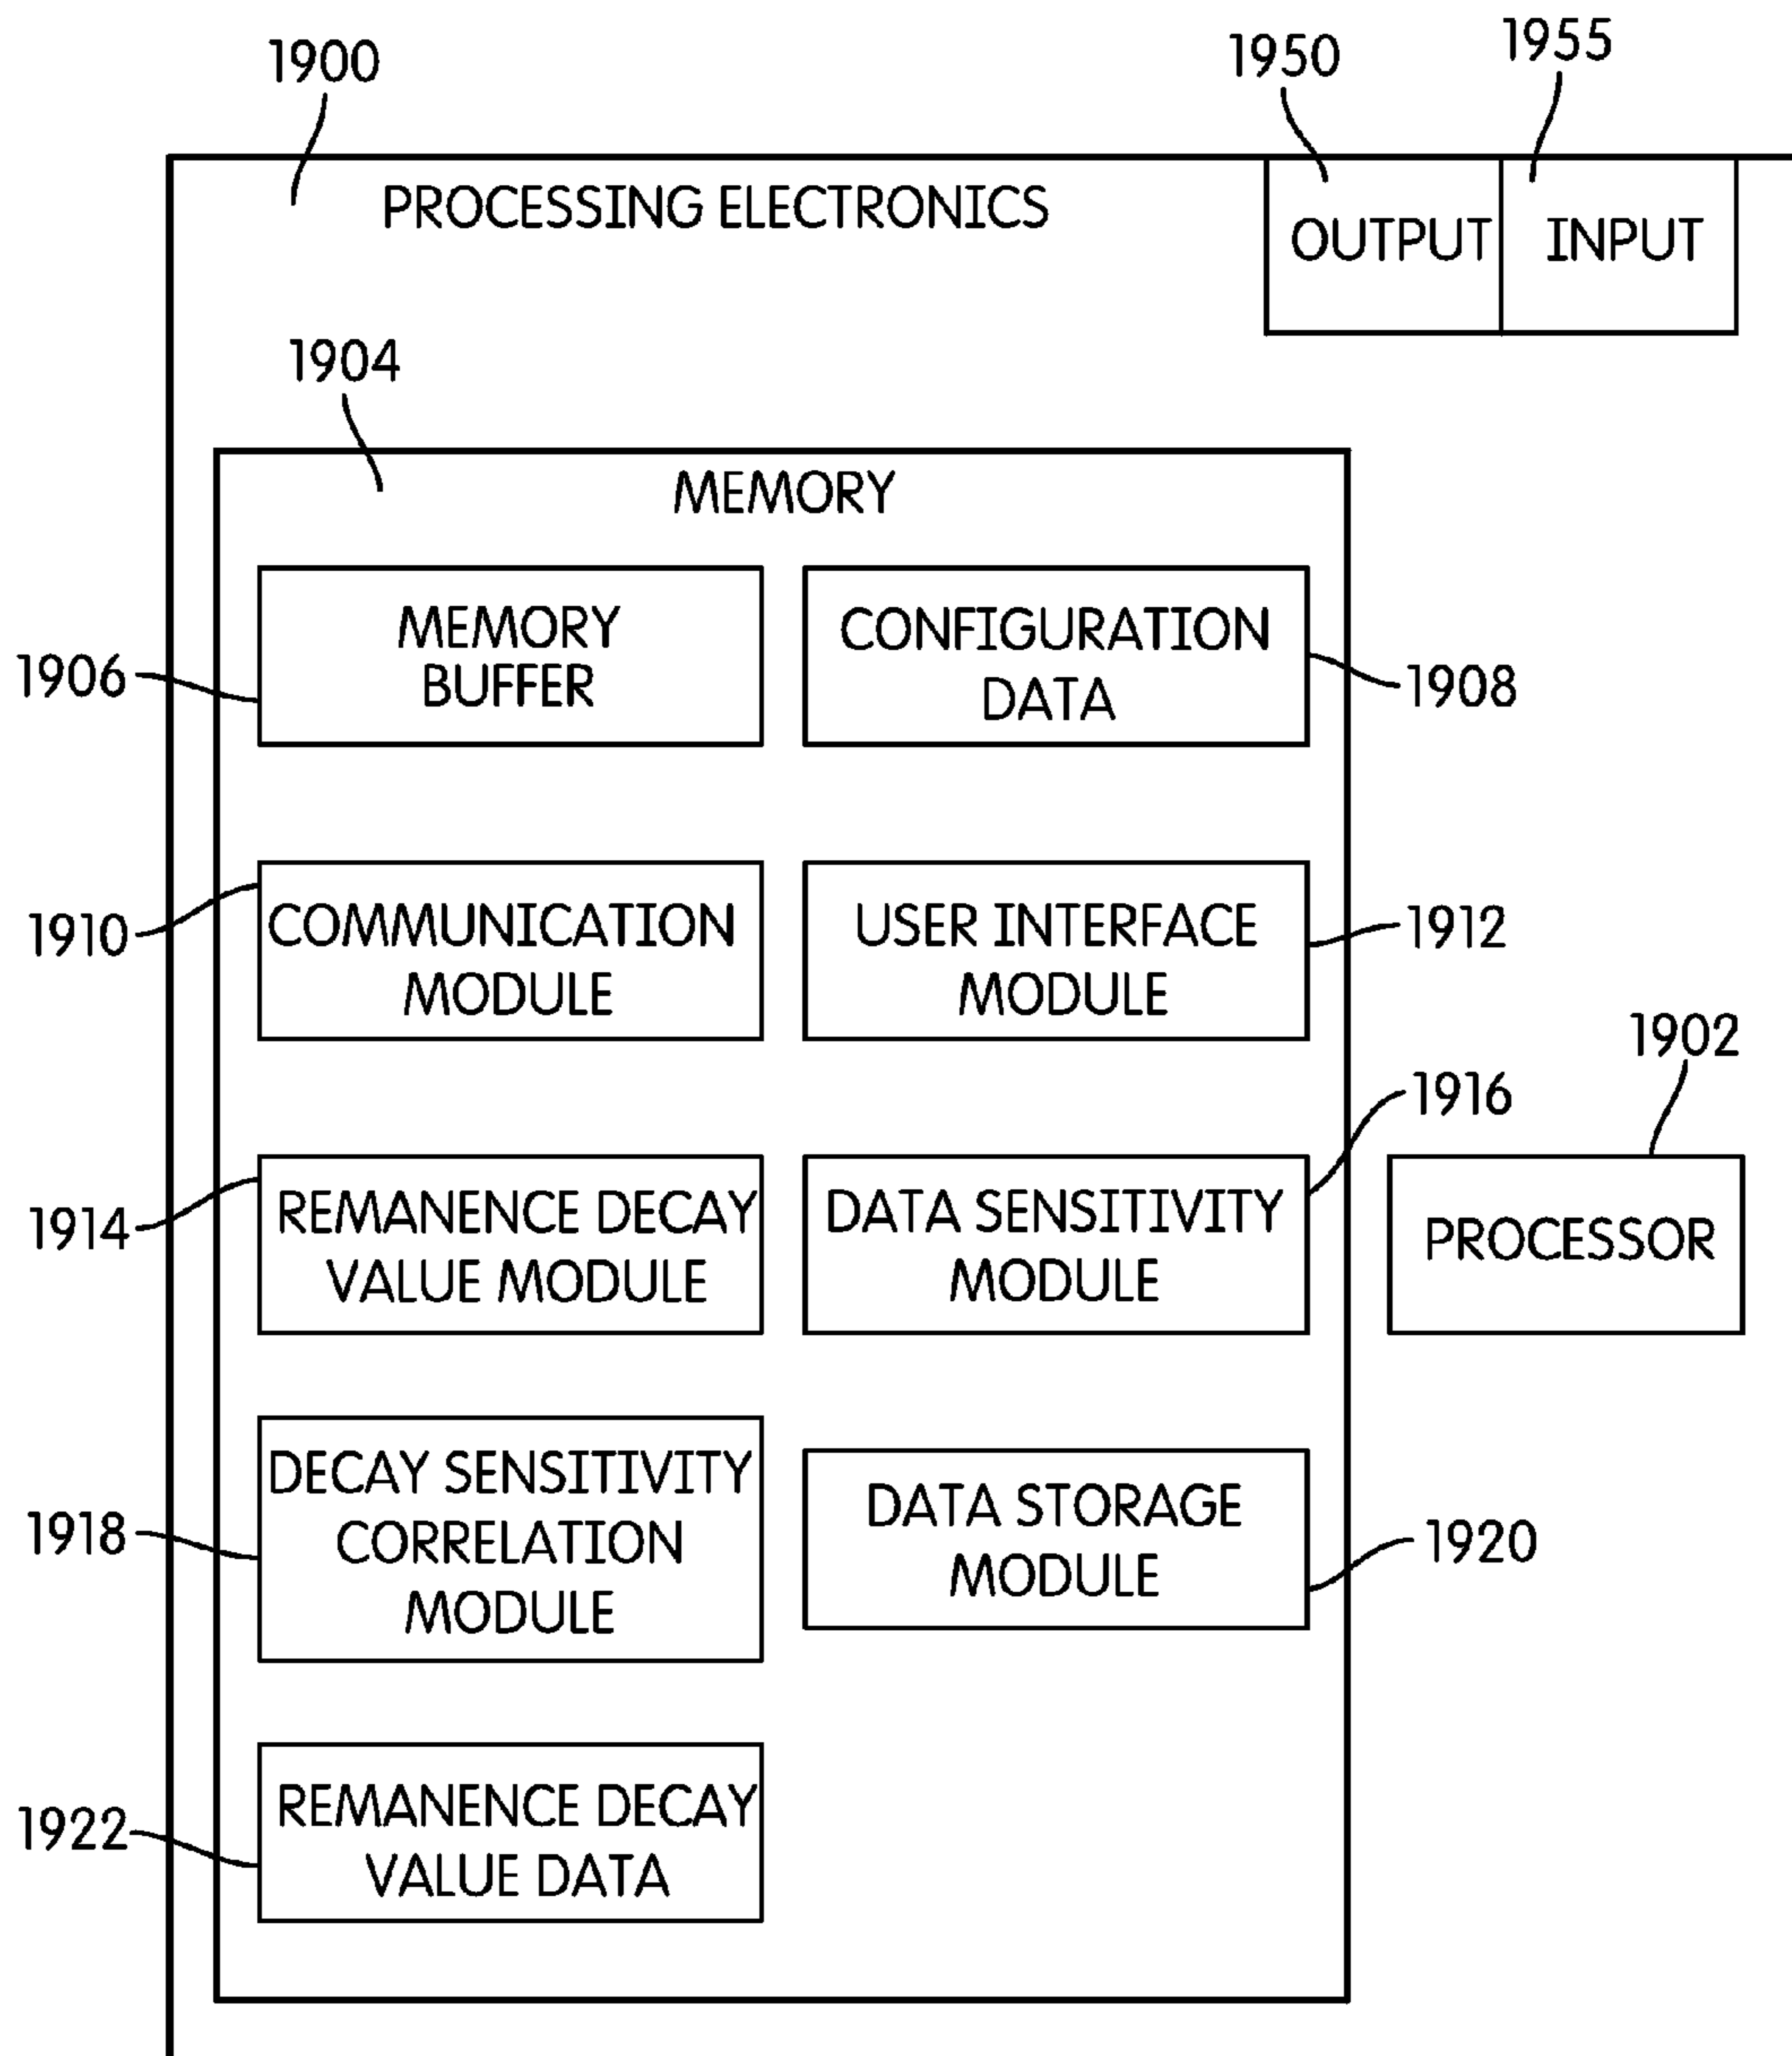 1900
1950
1955
PROCESSING ELECTRONICS
OUTPUT
INPUT
1904
MEMORY
MEMORY
BUFFER
1906
CONFIGURATION
DATA
1908
COMMUNICATION
MODULE
1910
USER INTERFACE
MODULE
1912
1902
PROCESSOR
REMANENCE DECAY
VALUE MODULE
1914
DATA SENSITIVITY
MODULE
1916
DECAY SENSITIVITY
CORRELATION
MODULE
1918
DATA STORAGE
MODULE
1920
REMANENCE DECAY
VALUE DATA
1922